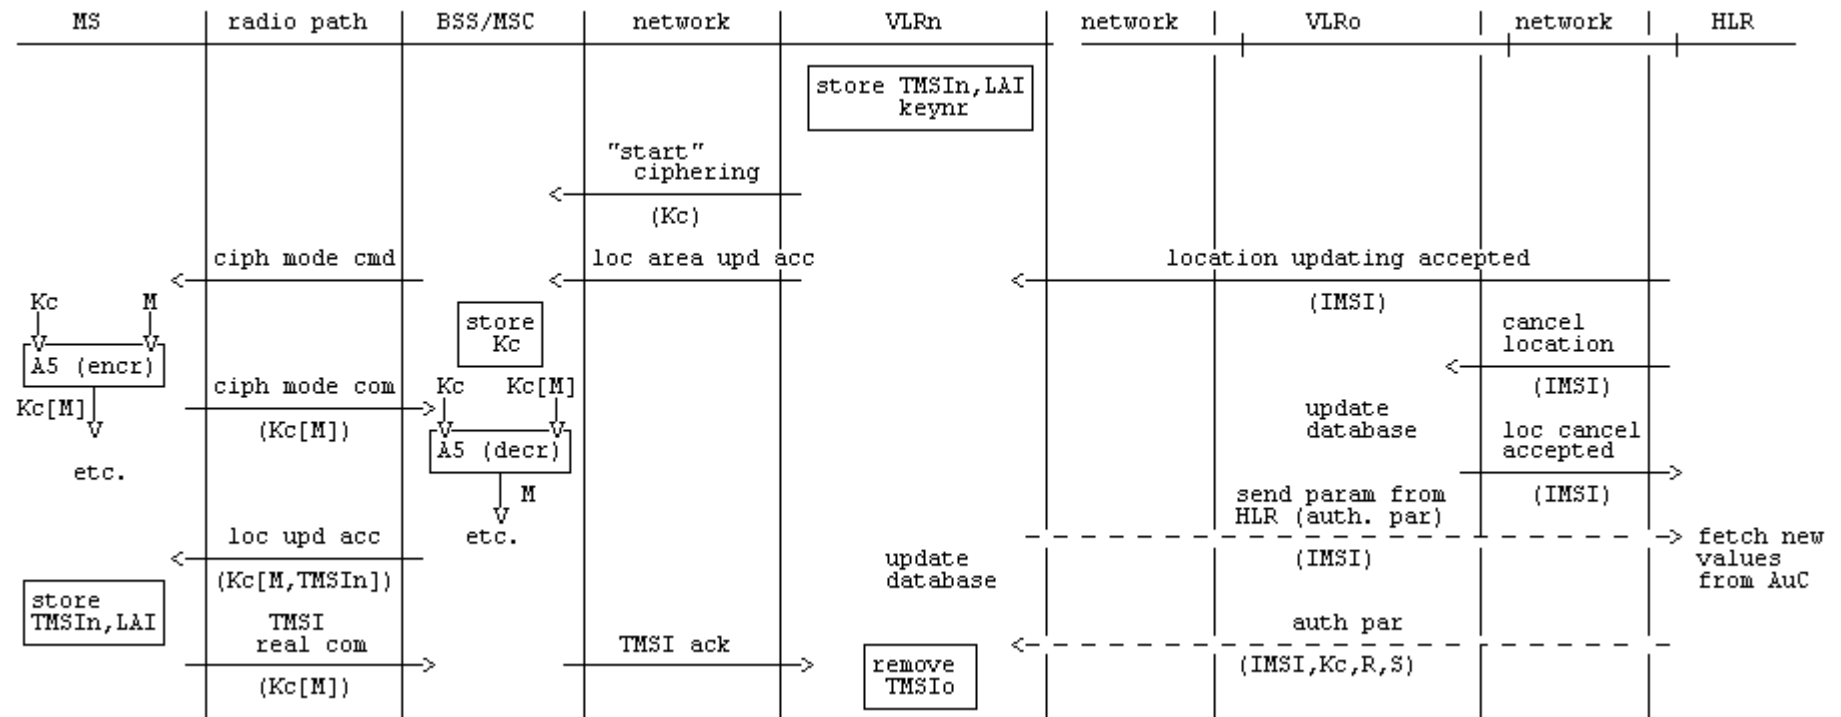 MS radio path BSS/MSC network VLRn network VLRo network HLR
store TMSIn,LAI
keynr
"start"
ciphering
(Kc)
ciph mode cmd loc area upd acc location updating accepted
Kc M (IMSI)
store cancel
Kc location
A5 (encr)
ciph mode com Kc Kc[M] (IMSI)
Kc[M] update
(Kc[M]) database loc cancel
A5 (decr) accepted
etc.
M send param from (IMSI)
HLR (auth. par)
loc upd acc etc. fetch new
update (IMSI) values
(Kc[M,TMSIn]) database from AuC
store
TMSIn,LAI TMSI auth par
real com TMSI ack
remove (IMSI,Kc,R,S)
(Kc[M]) TMSIo